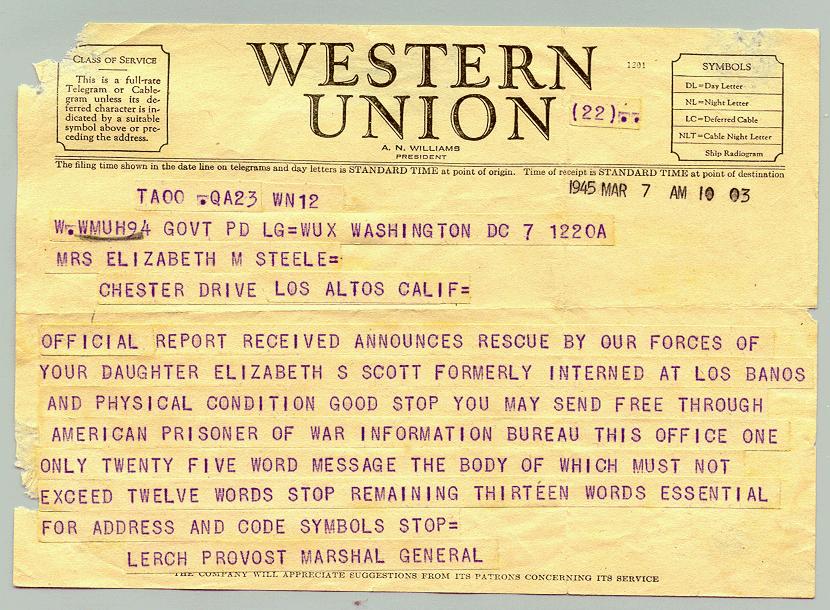 CLASS OF SERVICE
This is a full-rate
Telegram or Cable-
gram unless its de-
ferred character is in-
dicated by a suitable
symbol above or pre-
ceding the address.
WESTERN
UNION
1201
(22)
A. N. WILLIAMS
PRESIDENT
SYMBOLS
DL=Day Letter
NL=Night Letter
LC=Deferred Cable
NLT=Cable Night Letter
Ship Radiogram
The filing time shown in the date line on telegrams and day letters is STANDARD TIME at point of origin. Time of receipt is STANDARD TIME at point of destination
1945 MAR 7 AM 10 03
TA00 .QA23 WN12
W.WMUH94 GOVT PD LG=WUX WASHINGTON DC 7 1220A
MRS ELIZABETH M STEELE=
CHESTER DRIVE LOS ALTOS CALIF=
OFFICIAL REPORT RECEIVED ANNOUNCES RESCUE BY OUR FORCES OF
YOUR DAUGHTER ELIZABETH S SCOTT FORMERLY INTERNED AT LOS BANOS
AND PHYSICAL CONDITION GOOD STOP YOU MAY SEND FREE THROUGH
AMERICAN PRISONER OF WAR INFORMATION BUREAU THIS OFFICE ONE
ONLY TWENTY FIVE WORD MESSAGE THE BODY OF WHICH MUST NOT
EXCEED TWELVE WORDS STOP REMAINING THIRTEEN WORDS ESSENTIAL
FOR ADDRESS AND CODE SYMBOLS STOP=
LERCH PROVOST MARSHAL GENERAL
THE COMPANY WILL APPRECIATE SUGGESTIONS FROM ITS PATRONS CONCERNING ITS SERVICE